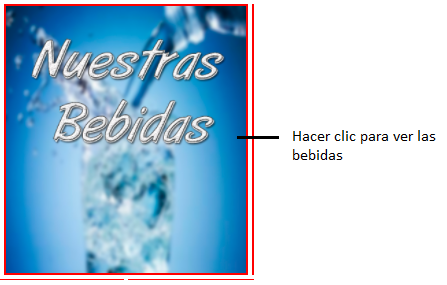 Nuestras
Bebidas
Hacer clic para ver las
bebidas